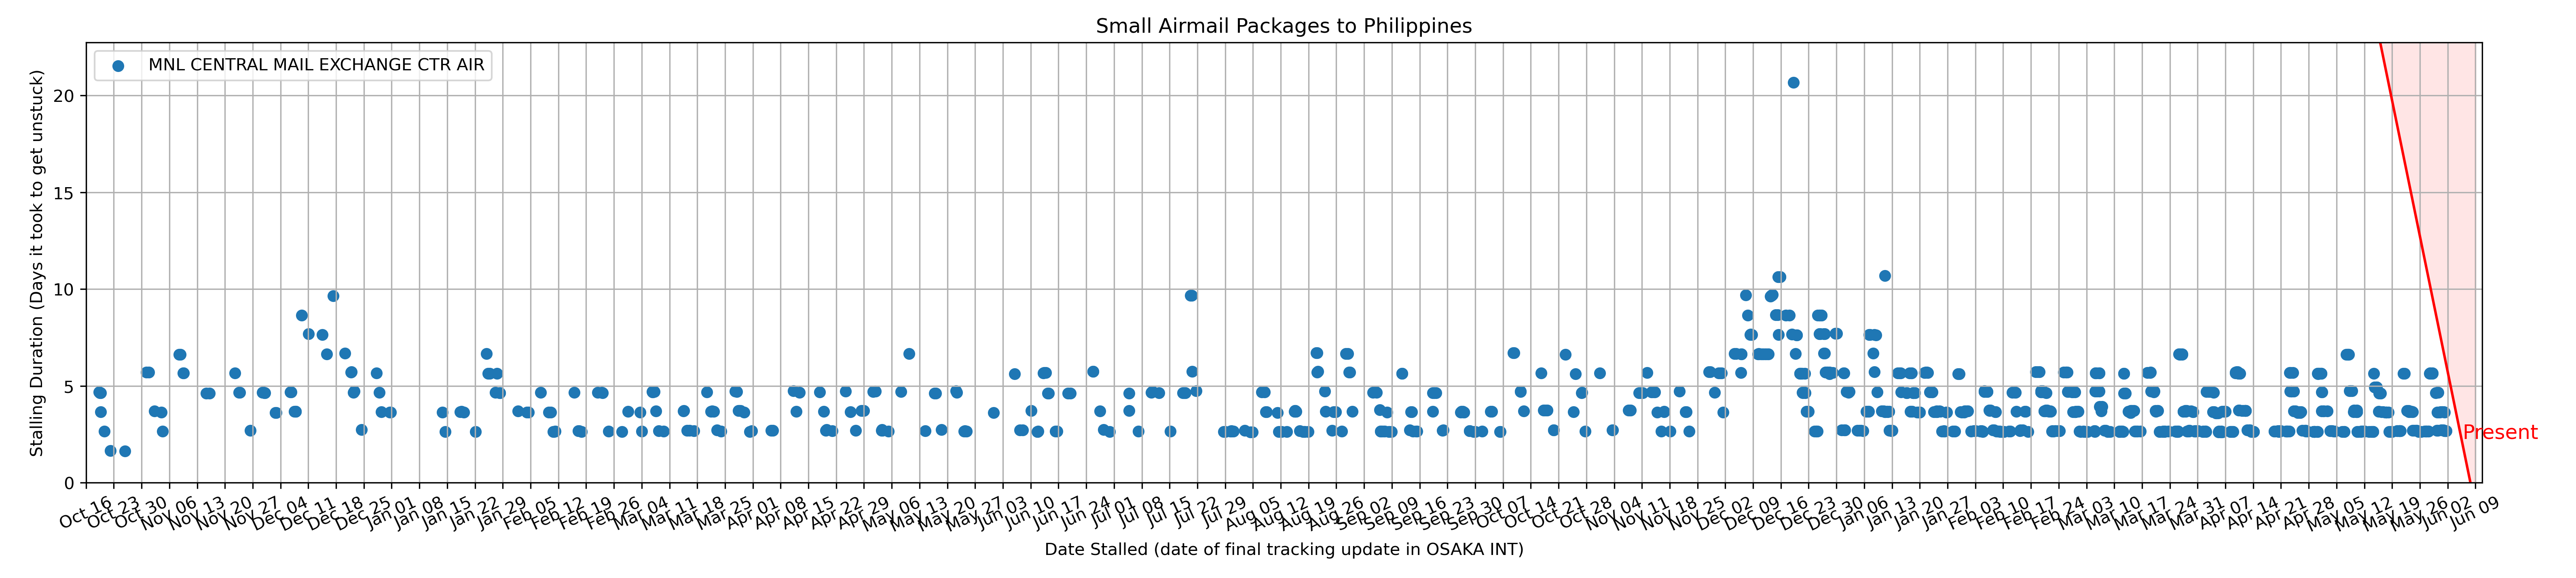 Small Airmail Packages to Philippines
MNL CENTRAL MAIL EXCHANGE CTR AIR
Stalling Duration (Days it took to get unstuck)
20
15
10
5
0
Present
Oct 16
Oct 23
Oct 30
Nov 06
Nov 13
Nov 20
Nov 27
Dec 04
Dec 11
Dec 18
Dec 25
Jan 01
Jan 08
Jan 15
Jan 22
Jan 29
Feb 05
Feb 12
Feb 19
Feb 26
Mar 04
Mar 11
Mar 18
Mar 25
Apr 01
Apr 08
Apr 15
Apr 22
Apr 29
May 06
May 13
May 20
May 27
Jun 03
Jun 10
Jun 17
Jun 24
Jul 01
Jul 08
Jul 15
Jul 22
Jul 29
Aug 05
Aug 12
Aug 19
Aug 26
Sep 02
Sep 09
Sep 16
Sep 23
Sep 30
Oct 07
Oct 14
Oct 21
Oct 28
Nov 04
Nov 11
Nov 18
Nov 25
Dec 02
Dec 09
Dec 16
Dec 23
Dec 30
Jan 06
Jan 13
Jan 20
Jan 27
Feb 03
Feb 10
Feb 17
Feb 24
Mar 03
Mar 10
Mar 17
Mar 24
Mar 31
Apr 07
Apr 14
Apr 21
Apr 28
May 05
May 12
May 19
May 26
Jun 02
Jun 09
Date Stalled (date of final tracking update in OSAKA INT)